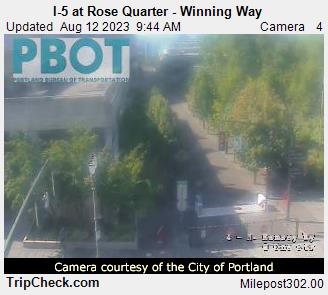 I-5 at Rose Quarter - Winning Way
Updated Aug 12 2023 9:44 AM Camera 4
PBOT
PORTLAND BUREAU OF TRANSPORTATION
Camera courtesy of the City of Portland
TripCheck.com Milepost302.00